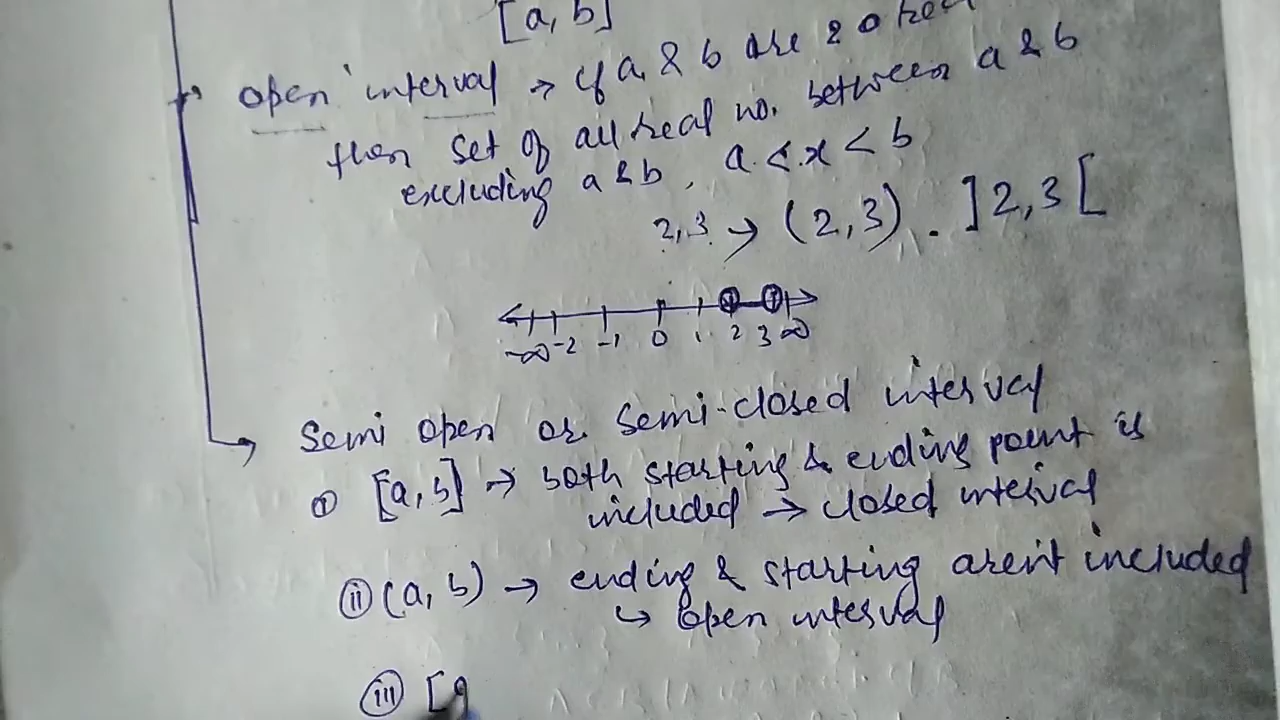 [a, b]
open interval → if a & b are 2 real
then set of all real no. between a & b
excluding a & b, a < x < b
2,3 → (2,3) . ]2,3[
-∞ -2 -1 0 1 2 3 ∞
Semi open or semi-closed interval
(i) [a, b] → both starting & ending point is
included → closed interval
(ii) (a, b) → ending & starting aren't included
↳ open interval
(iii) [a